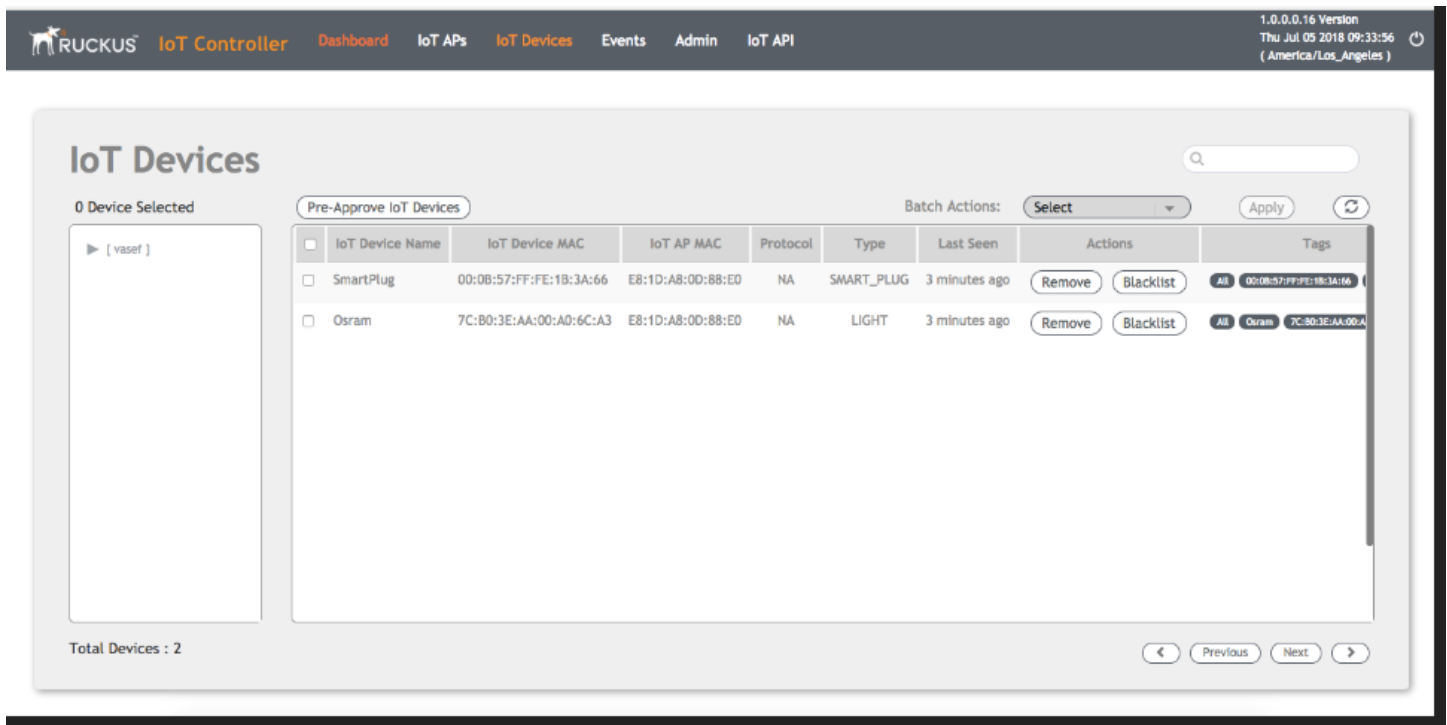 RUCKUS IoT Controller Dashboard IoT APs IoT Devices Events Admin IoT API
1.0.0.0.16 Version
Thu Jul 05 2018 09:33:56
( America/Los_Angeles )
IoT Devices
0 Device Selected Pre-Approve IoT Devices Batch Actions: Select Apply
[ vasef ]
IoT Device Name IoT Device MAC IoT AP MAC Protocol Type Last Seen Actions Tags
SmartPlug 00:0B:57:FF:FE:1B:3A:66 E8:1D:A8:0D:88:E0 NA SMART_PLUG 3 minutes ago Remove Blacklist All 00:0B:57:FF:FE:1B:3A:66
Osram 7C:B0:3E:AA:00:A0:6C:A3 E8:1D:A8:0D:88:E0 NA LIGHT 3 minutes ago Remove Blacklist All Osram 7C:B0:3E:AA:00:A
Total Devices : 2 Previous Next